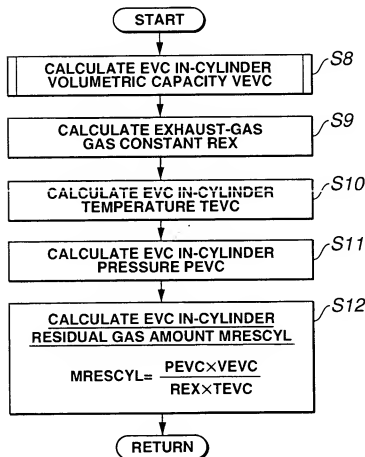 START
CALCULATE EVC IN-CYLINDER
VOLUMETRIC CAPACITY VEVC
S8
CALCULATE EXHAUST-GAS
GAS CONSTANT REX
S9
CALCULATE EVC IN-CYLINDER
TEMPERATURE TEVC
S10
CALCULATE EVC IN-CYLINDER
PRESSURE PEVC
S11
CALCULATE EVC IN-CYLINDER
RESIDUAL GAS AMOUNT MRESCYL
S12
MRESCYL= PEVC×VEVC
REX×TEVC
RETURN